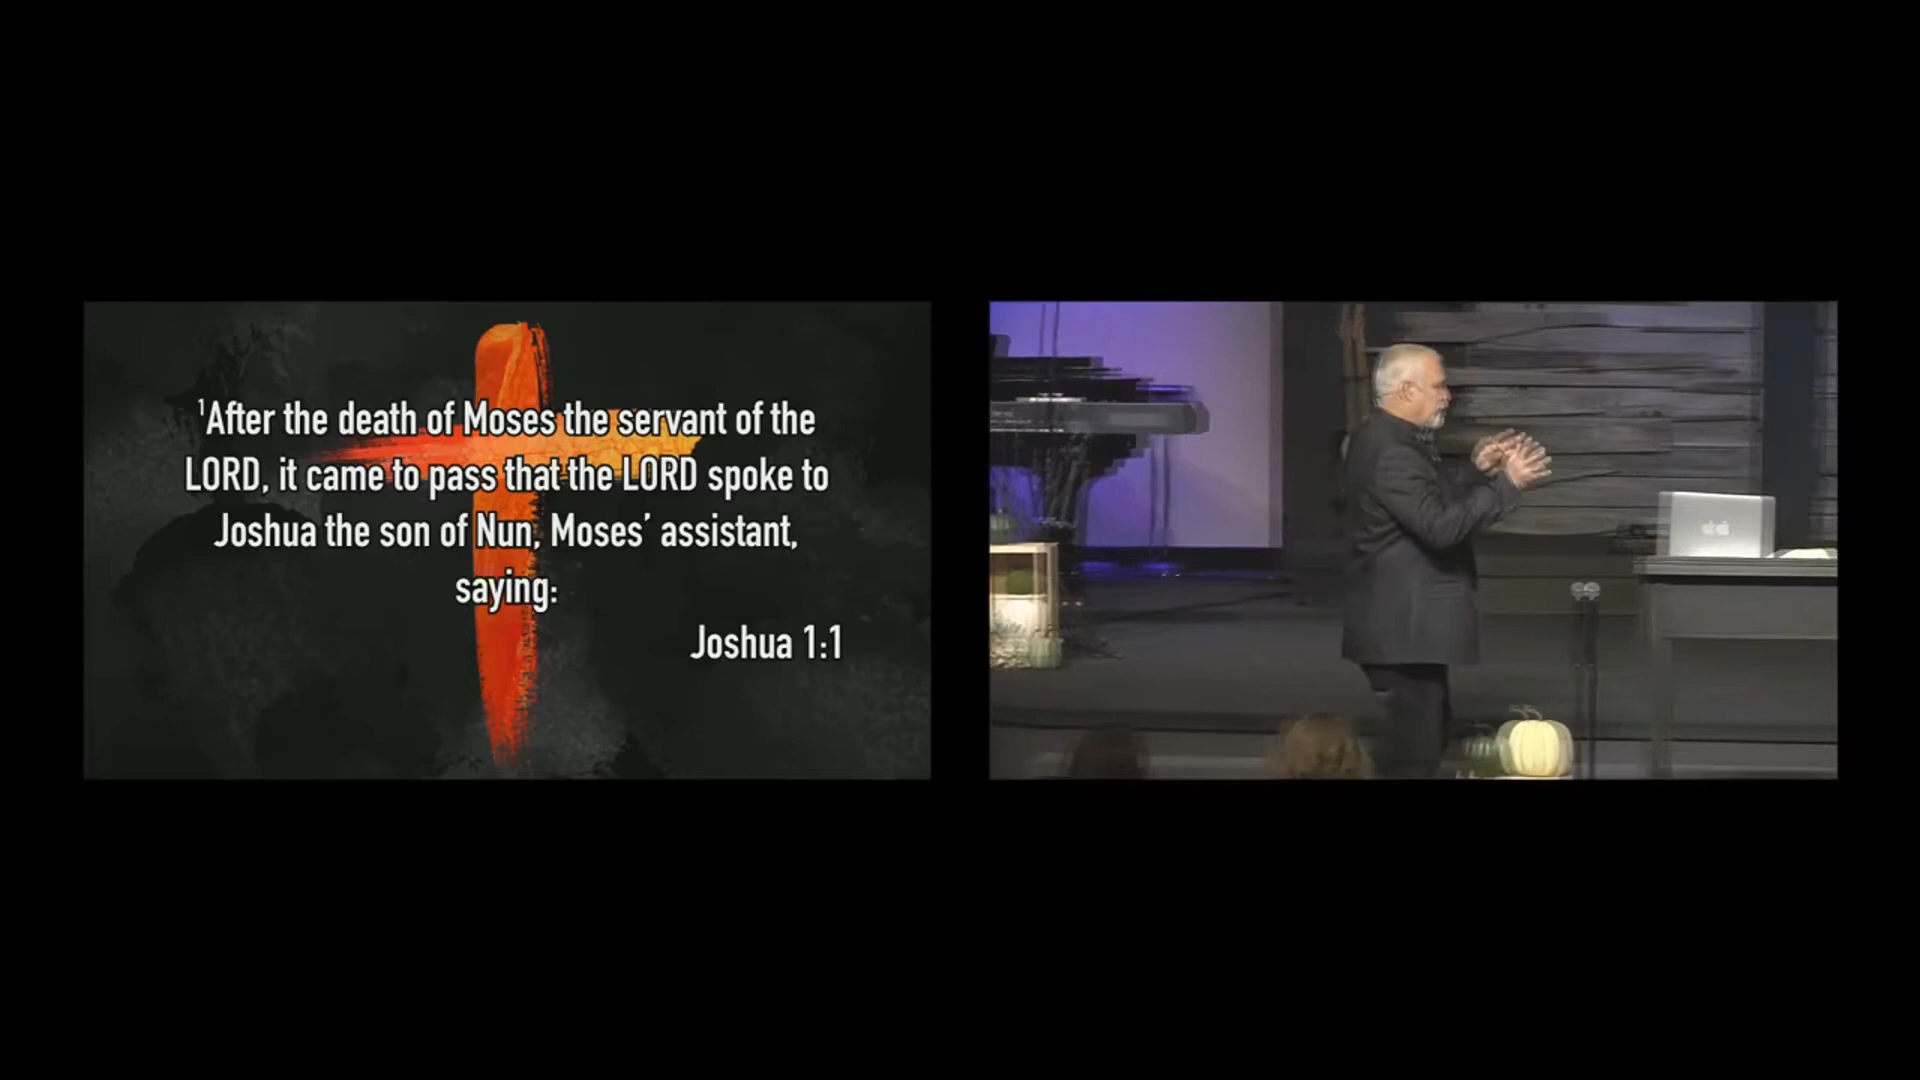 ¹After the death of Moses the servant of the
LORD, it came to pass that the LORD spoke to
Joshua the son of Nun, Moses’ assistant,
saying:
Joshua 1:1